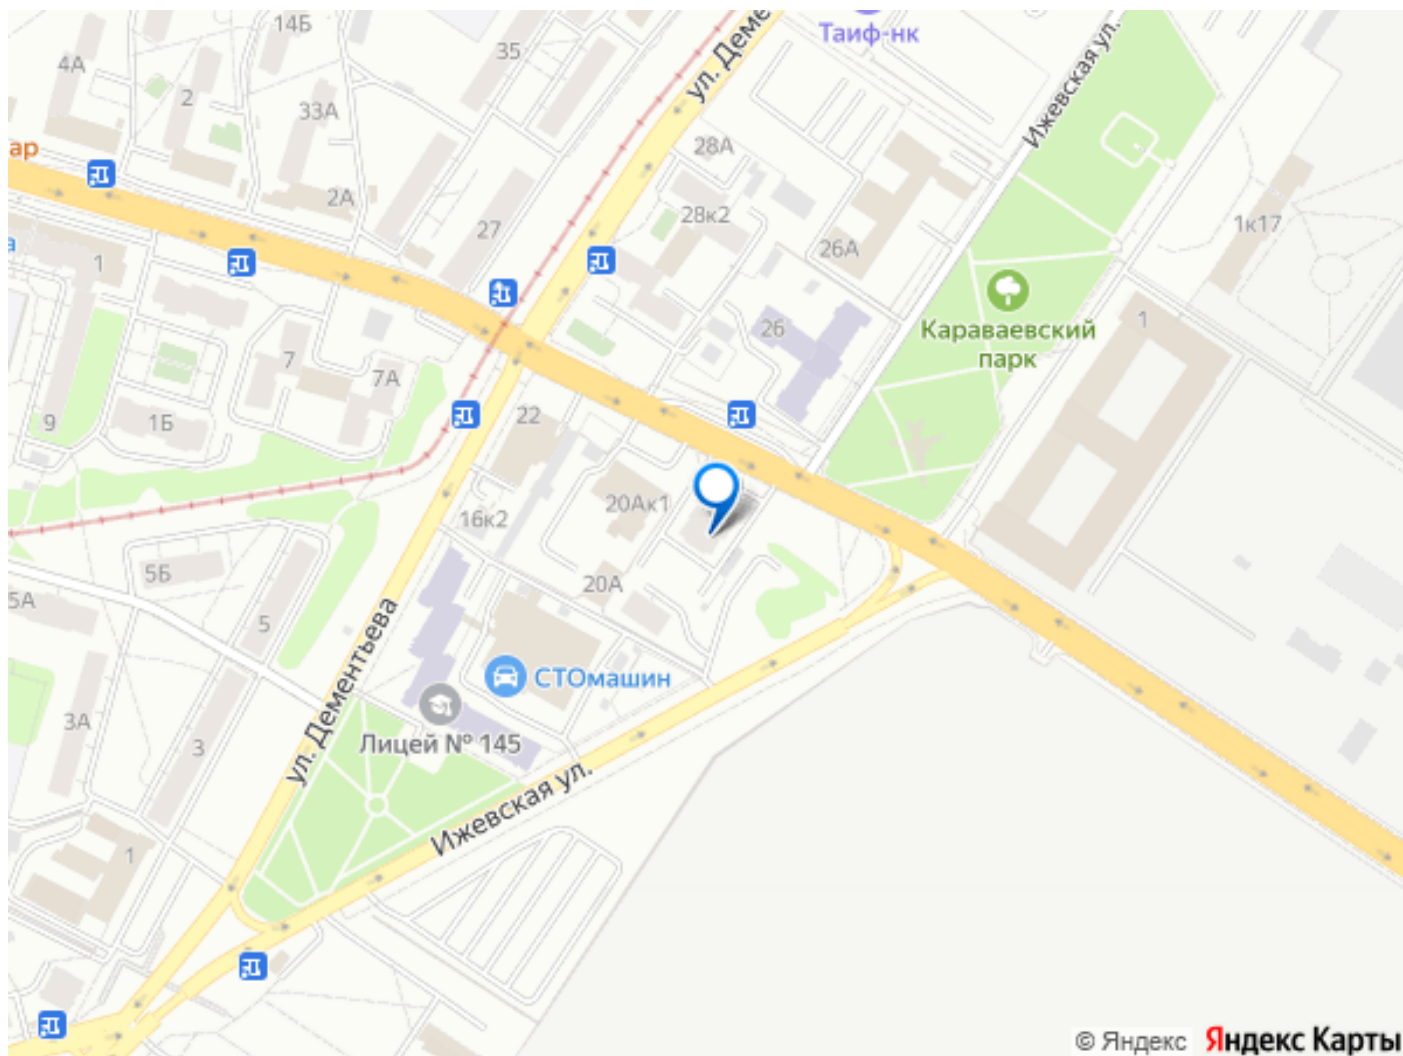 14Б
35
ул. Деме
Таиф-нк
Ижевская ул.
4А
2
33А
28А
ар
2А
27
28к2
26А
1к17
а
1
Караваевский
парк
1
26
7
7А
9
1Б
22
20Ак1
16к2
5Б
20А
5А
5
СТОмашин
ул. Дементьева
3А
3
Лицей № 145
Ижевская ул.
1
© Яндекс Яндекс Карты